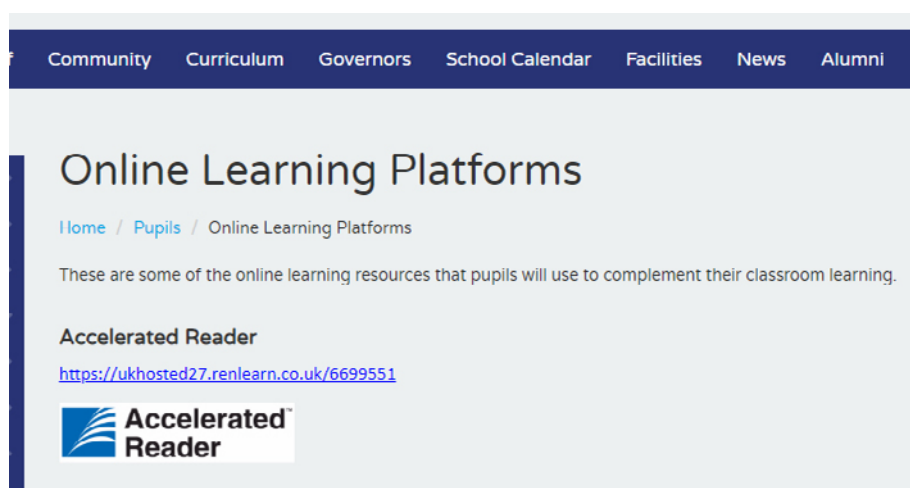 Community Curriculum Governors School Calendar Facilities News Alumni
Online Learning Platforms
Home / Pupils / Online Learning Platforms
These are some of the online learning resources that pupils will use to complement their classroom learning.
Accelerated Reader
https://ukhosted27.renlearn.co.uk/6699551
Accelerated™
Reader